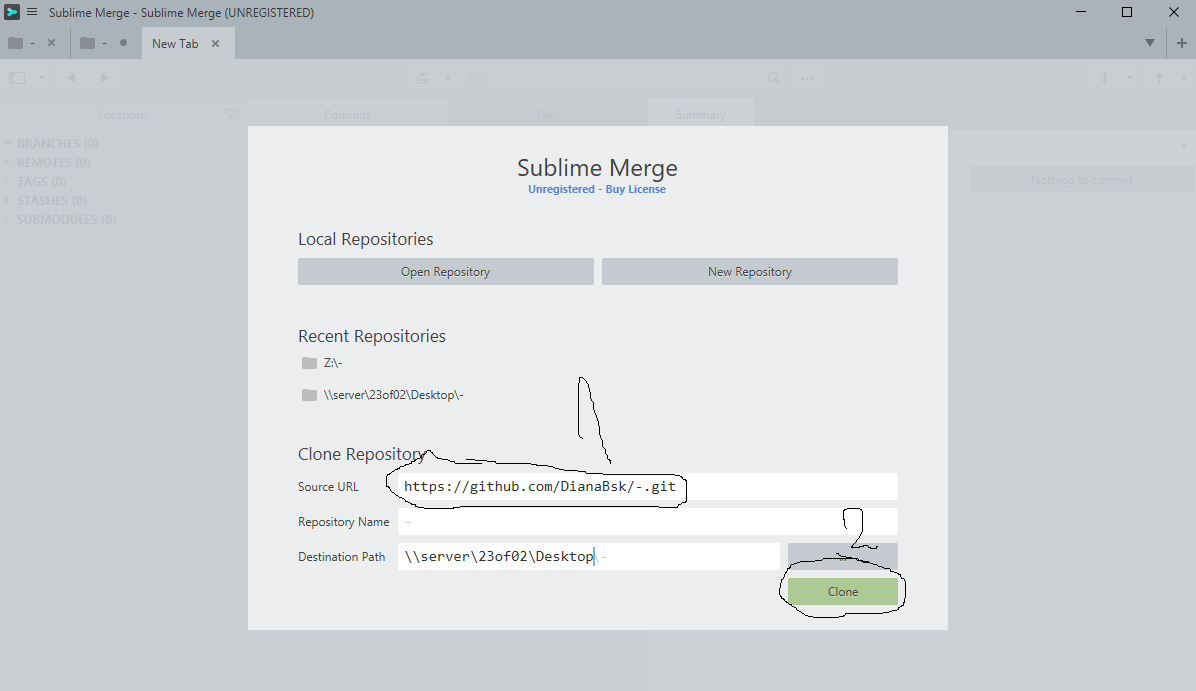 Sublime Merge - Sublime Merge (UNREGISTERED)
- × - ● New Tab × +
Locations Commits Files Summary
BRANCHES (0)
REMOTES (0)
TAGS (0)
STASHES (0)
SUBMODULES (0)
Nothing to commit
Sublime Merge
Unregistered - Buy License
Local Repositories
Open Repository New Repository
Recent Repositories
Z:\-
\\server\23of02\Desktop\-
1
Clone Repository
Source URL https://github.com/DianaBsk/-.git
Repository Name -
2
Destination Path \\server\23of02\Desktop\- ...
Clone